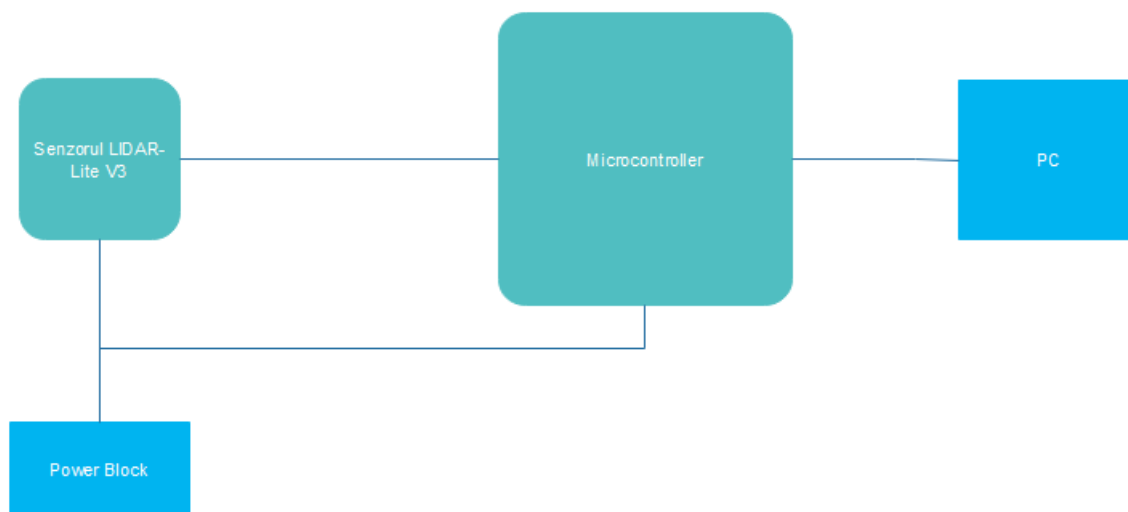 Senzorul LIDAR-
Lite V3
Microcontroller
PC
Power Block